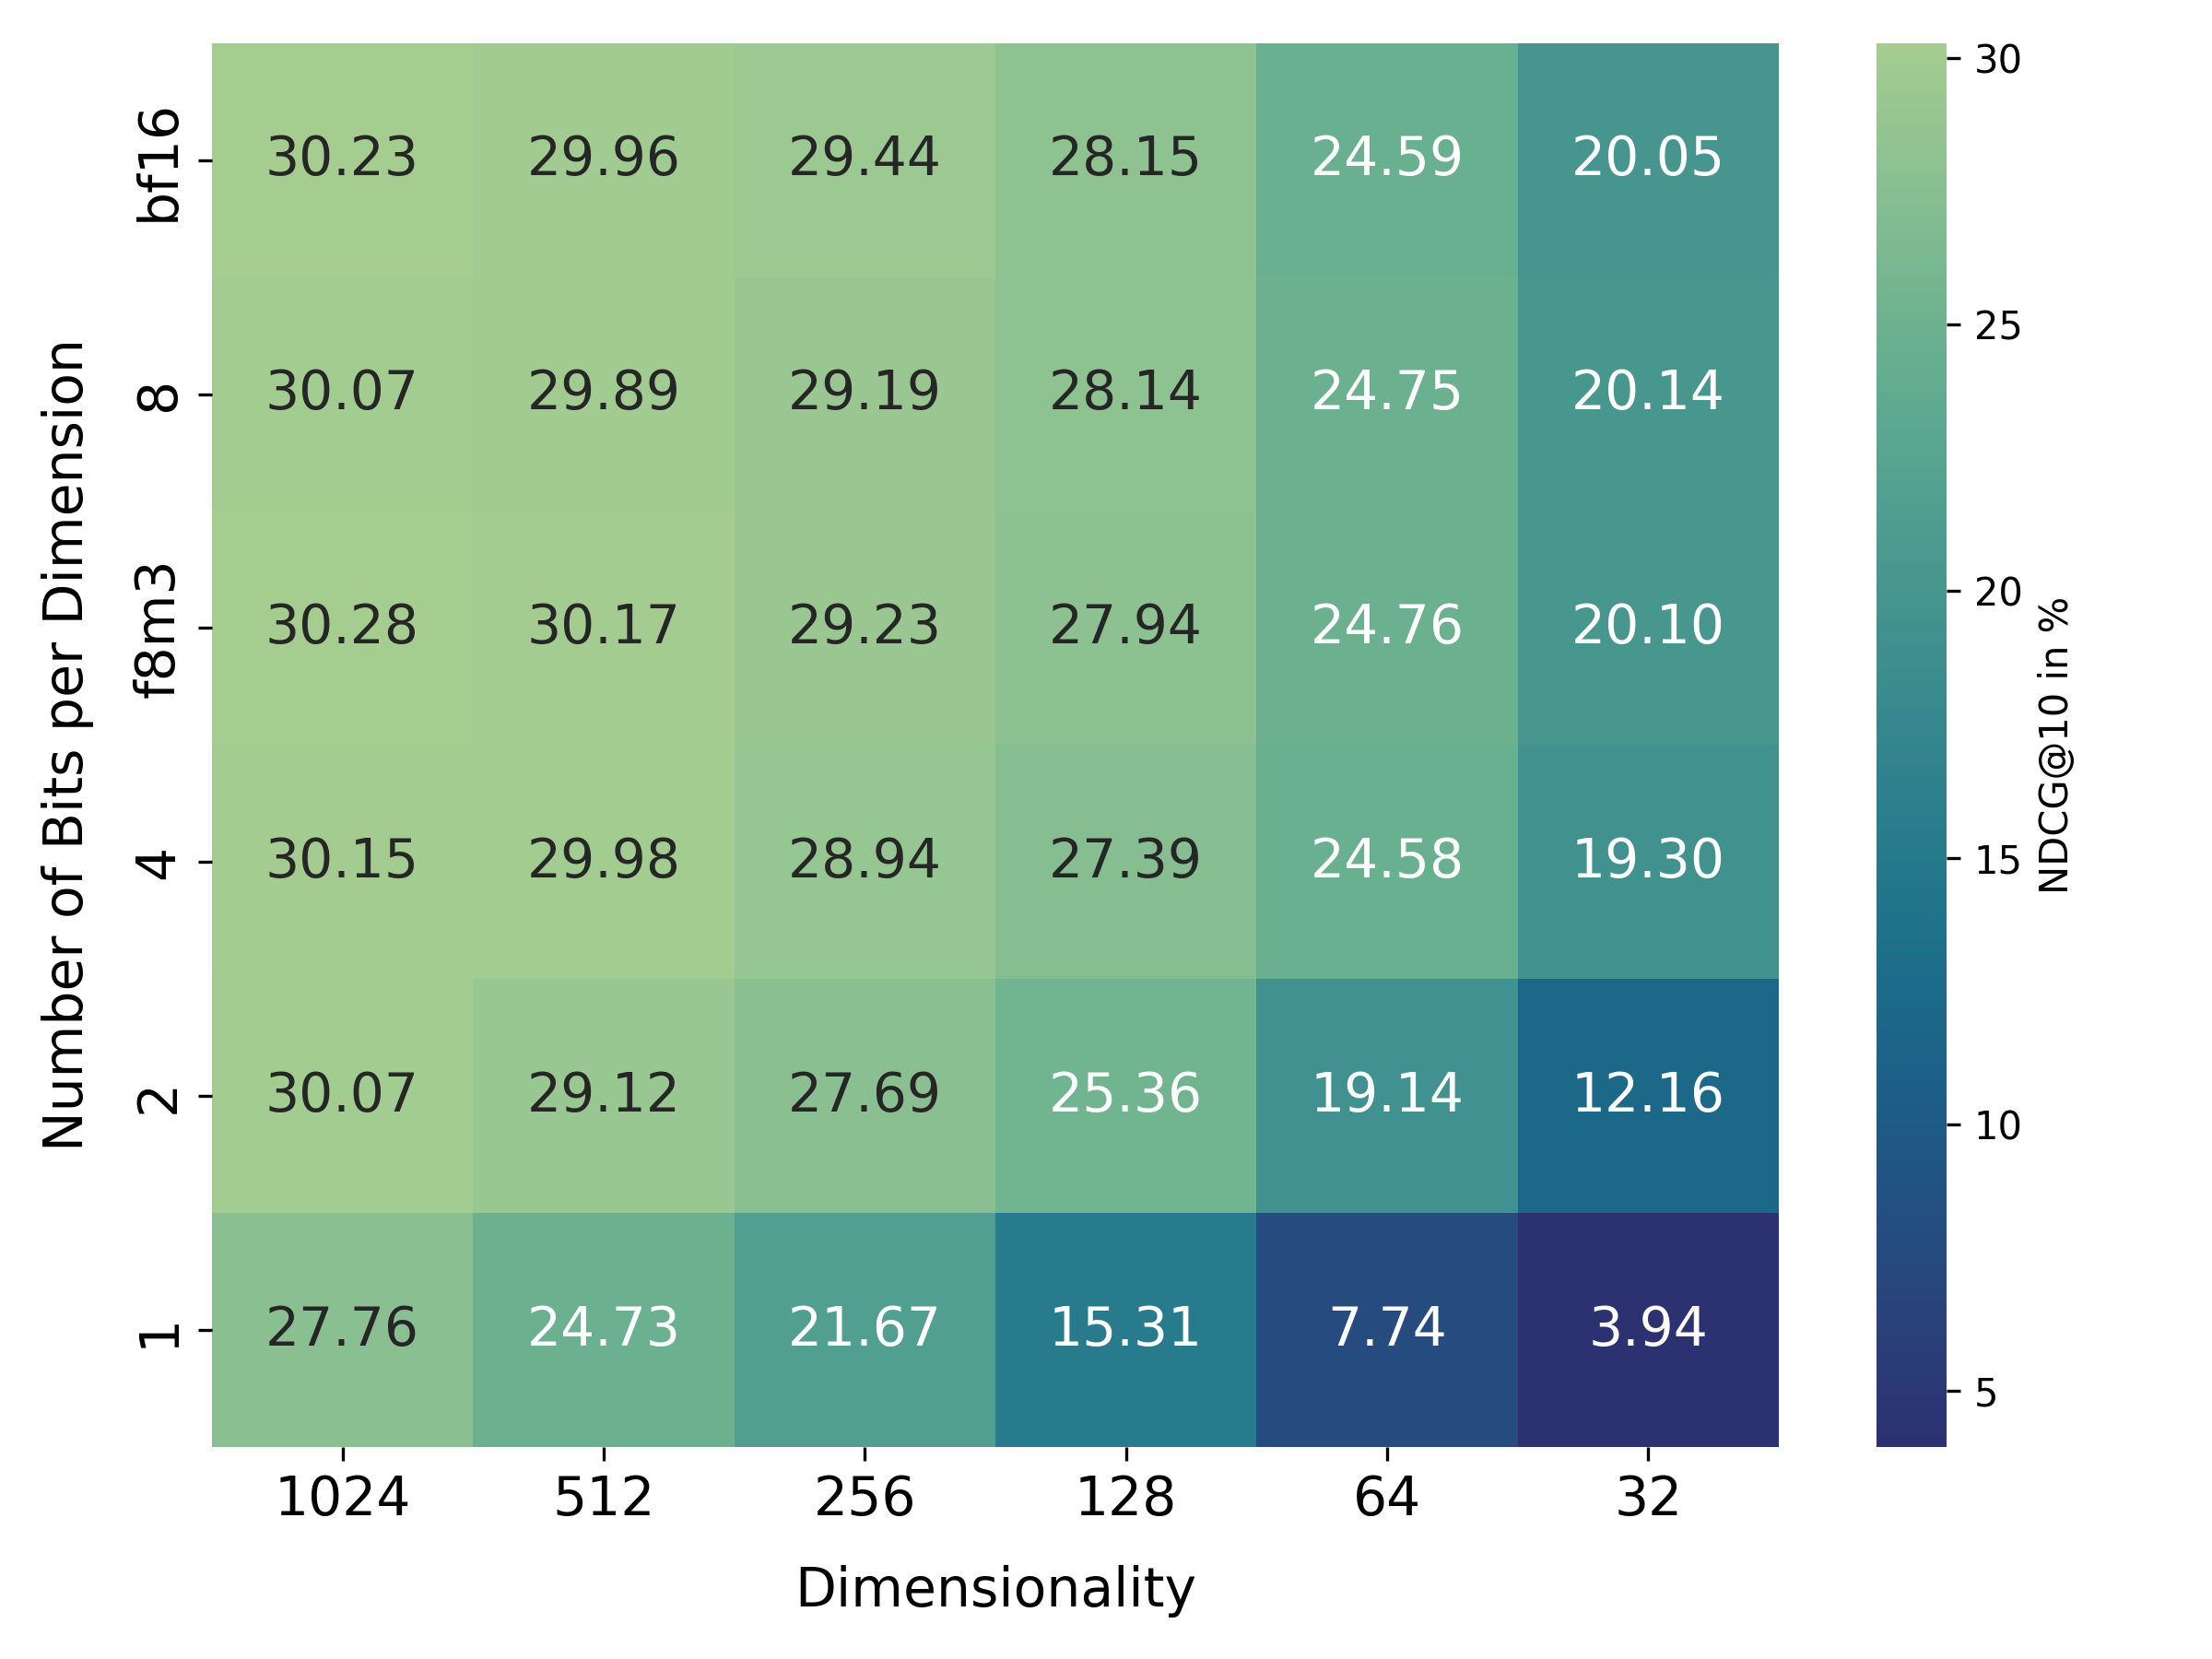 Number of Bits per Dimension
bf16 30.23 29.96 29.44 28.15 24.59 20.05
8 30.07 29.89 29.19 28.14 24.75 20.14
f8m3 30.28 30.17 29.23 27.94 24.76 20.10
4 30.15 29.98 28.94 27.39 24.58 19.30
2 30.07 29.12 27.69 25.36 19.14 12.16
1 27.76 24.73 21.67 15.31 7.74 3.94
1024 512 256 128 64 32
Dimensionality
30
25
20
15
10
5
NDCG@10 in %